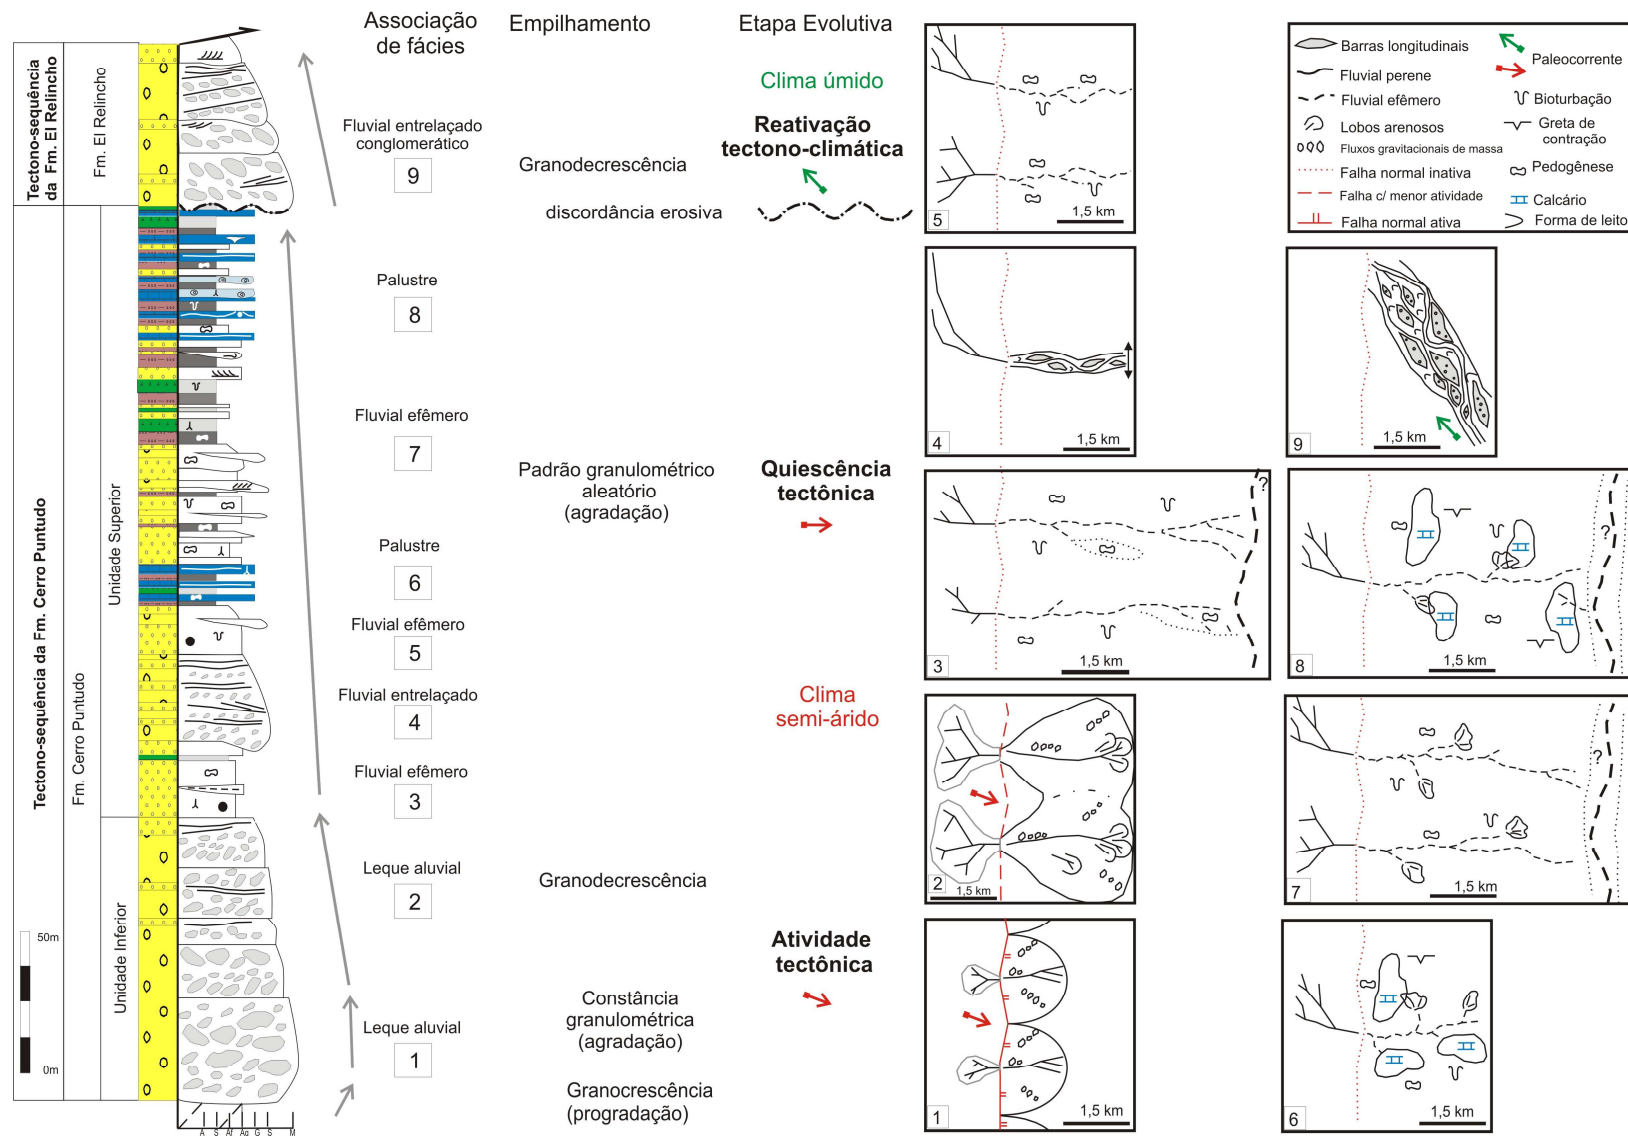 Tectono-sequência
da Fm. El Relincho
Fm. El Relincho
Tectono-sequência da Fm. Cerro Puntudo
Fm. Cerro Puntudo
Unidade Superior
Unidade Inferior
50m
0m
A S Af Ag G S M
Associação
de fácies
Fluvial entrelaçado
conglomerático
9
Palustre
8
Fluvial efêmero
7
Palustre
6
Fluvial efêmero
5
Fluvial entrelaçado
4
Fluvial efêmero
3
Leque aluvial
2
Leque aluvial
1
Empilhamento
Granodecrescência
discordância erosiva
Padrão granulométrico
aleatório
(agradação)
Granodecrescência
Constância
granulométrica
(agradação)
Granocrescência
(progradação)
Etapa Evolutiva
Clima úmido
Reativação
tectono-climática
Quiescência
tectônica
Clima
semi-árido
Atividade
tectônica
5
1,5 km
4
1,5 km
?
3
1,5 km
2
1,5 km
1
1,5 km
Barras longitudinais
Fluvial perene
Fluvial efêmero
Lobos arenosos
Fluxos gravitacionais de massa
Falha normal inativa
Falha c/ menor atividade
Falha normal ativa
Paleocorrente
Bioturbação
Greta de
contração
Pedogênese
Calcário
Forma de leito
9
1,5 km
?
8
1,5 km
?
7
1,5 km
6
1,5 km